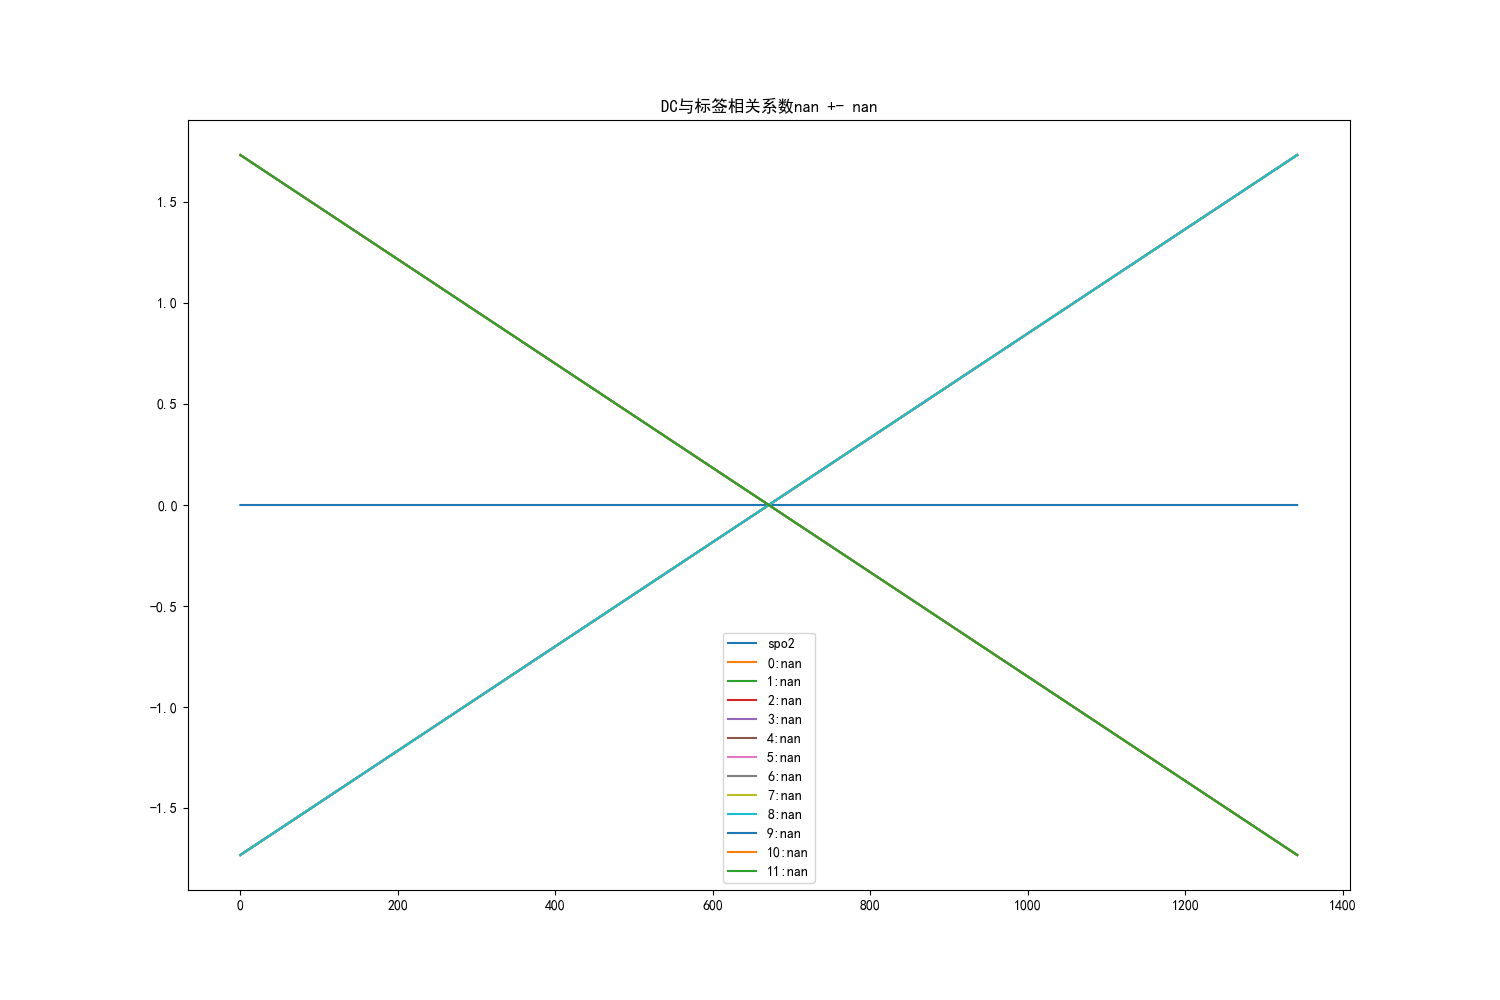 DC与标签相关系数nan +- nan
1.5
1.0
0.5
0.0
-0.5
-1.0
-1.5
spo2
0:nan
1:nan
2:nan
3:nan
4:nan
5:nan
6:nan
7:nan
8:nan
9:nan
10:nan
11:nan
0 200 400 600 800 1000 1200 1400